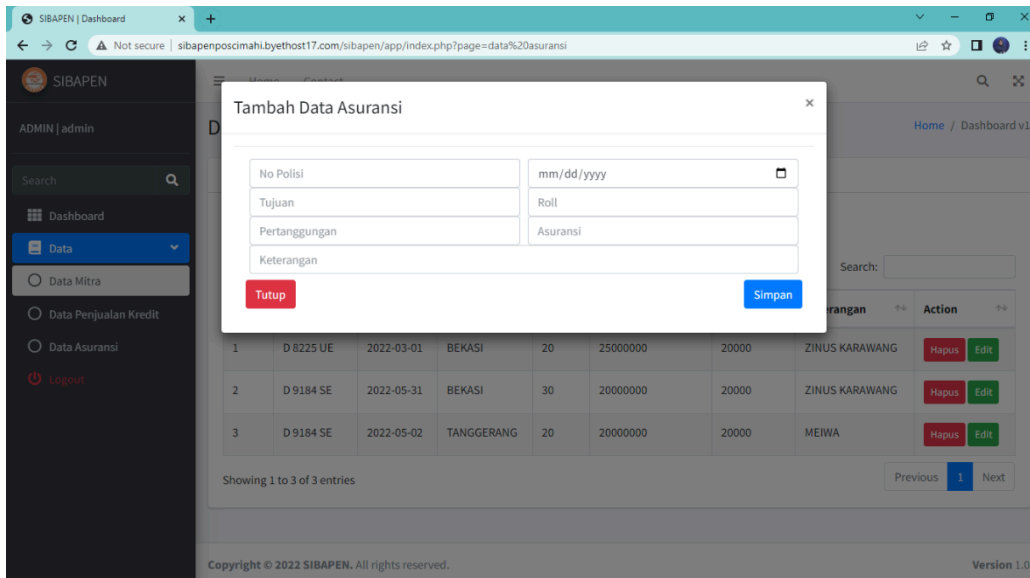 SIBAPEN | Dashboard
Not secure | sibapenposcimahi.byethost17.com/sibapen/app/index.php?page=data%20asuransi
SIBAPEN
Home Contact
ADMIN | admin
D
Home / Dashboard v1
Tambah Data Asuransi
×
Search
Dashboard
Data
Data Mitra
Data Penjualan Kredit
Data Asuransi
Logout
No Polisi mm/dd/yyyy
Tujuan Roll
Pertanggungan Asuransi
Keterangan
Tutup Simpan
Search:
erangan Action
1 D 8225 UE 2022-03-01 BEKASI 20 25000000 20000 ZINUS KARAWANG Hapus Edit
2 D 9184 SE 2022-05-31 BEKASI 30 20000000 20000 ZINUS KARAWANG Hapus Edit
3 D 9184 SE 2022-05-02 TANGGERANG 20 20000000 20000 MEIWA Hapus Edit
Showing 1 to 3 of 3 entries
Previous 1 Next
Copyright © 2022 SIBAPEN. All rights reserved.
Version 1.0